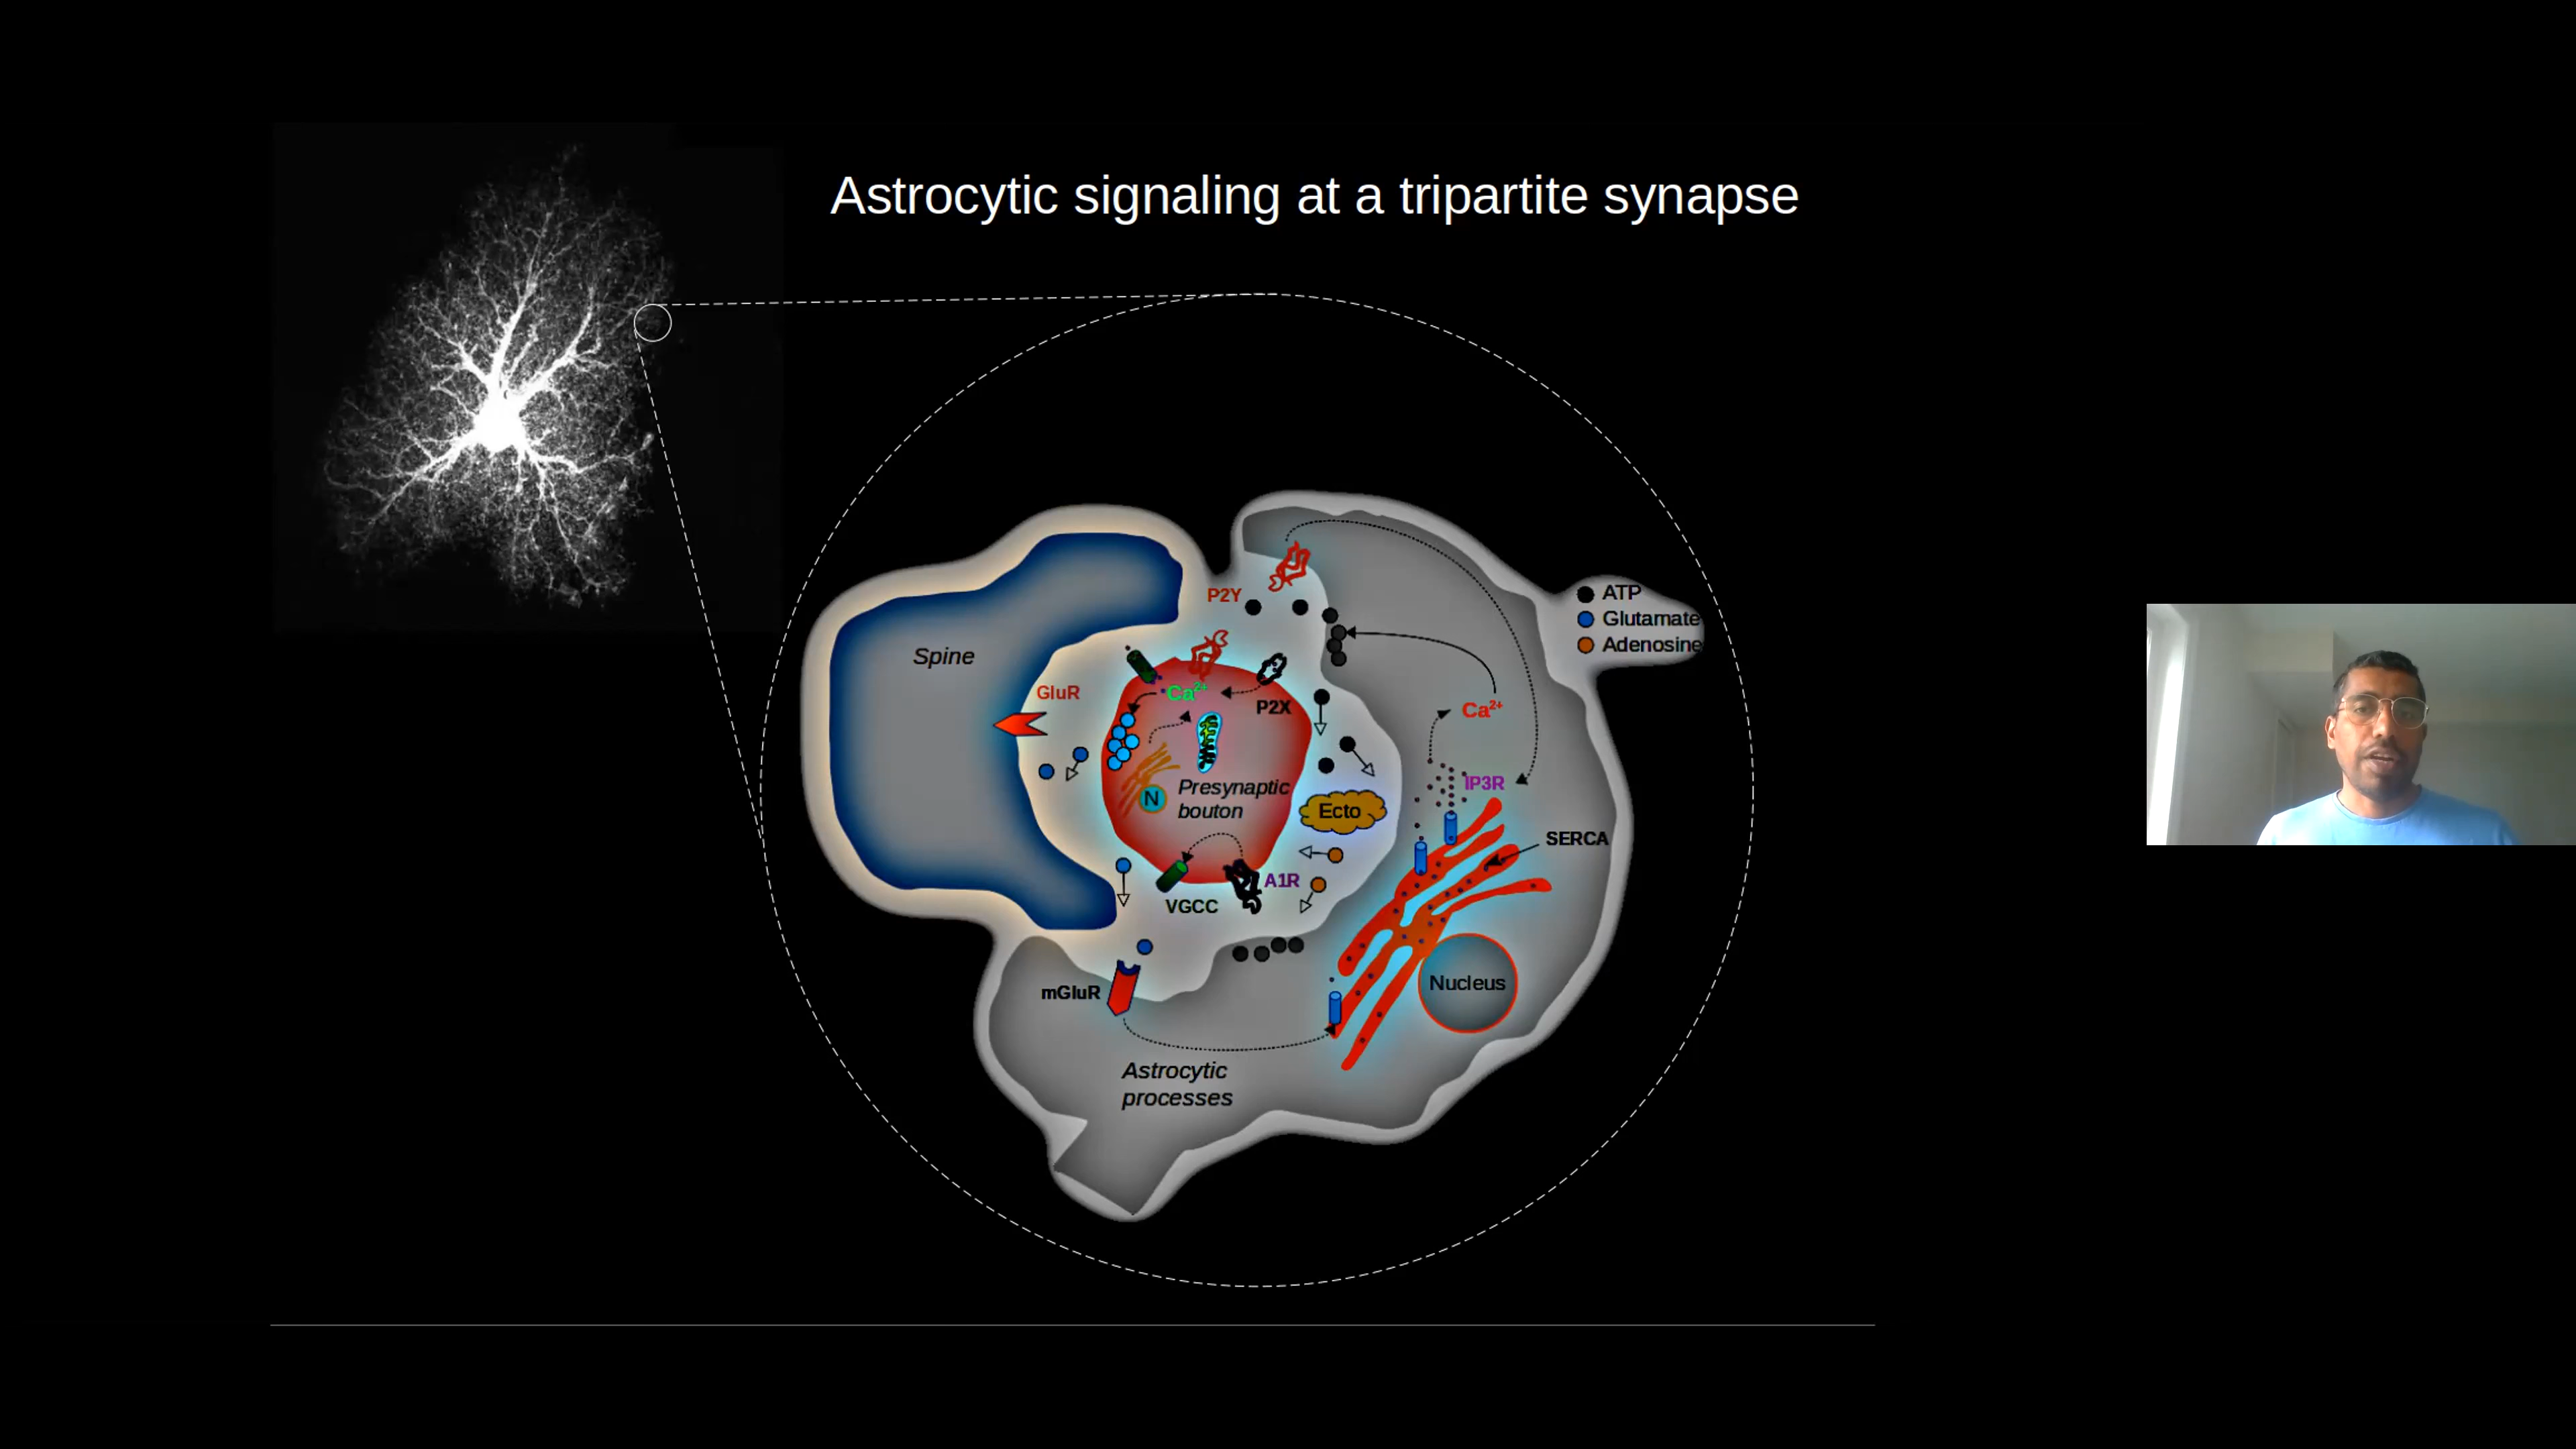 Astrocytic signaling at a tripartite synapse
ATP
Glutamate
Adenosine
P2Y
Spine
GluR
Ca2+
P2X
Ca2+
IP3R
Presynaptic
bouton
N
Ecto
SERCA
A1R
VGCC
Nucleus
mGluR
Astrocytic
processes